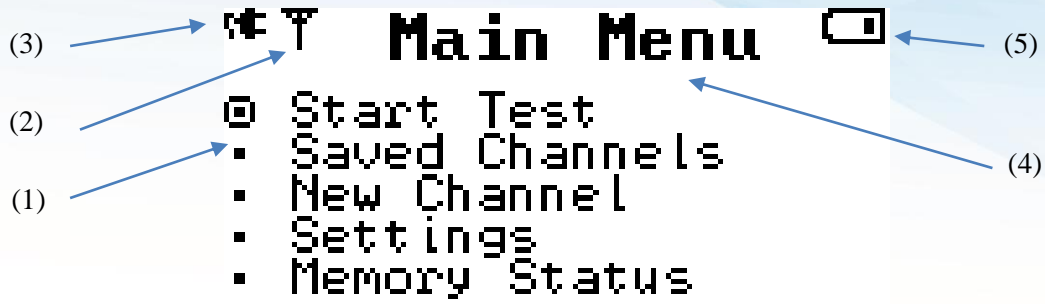 (3)
Main Menu
(5)
(2)
Start Test
Saved Channels
(4)
(1)
New Channel
Settings
Memory Status